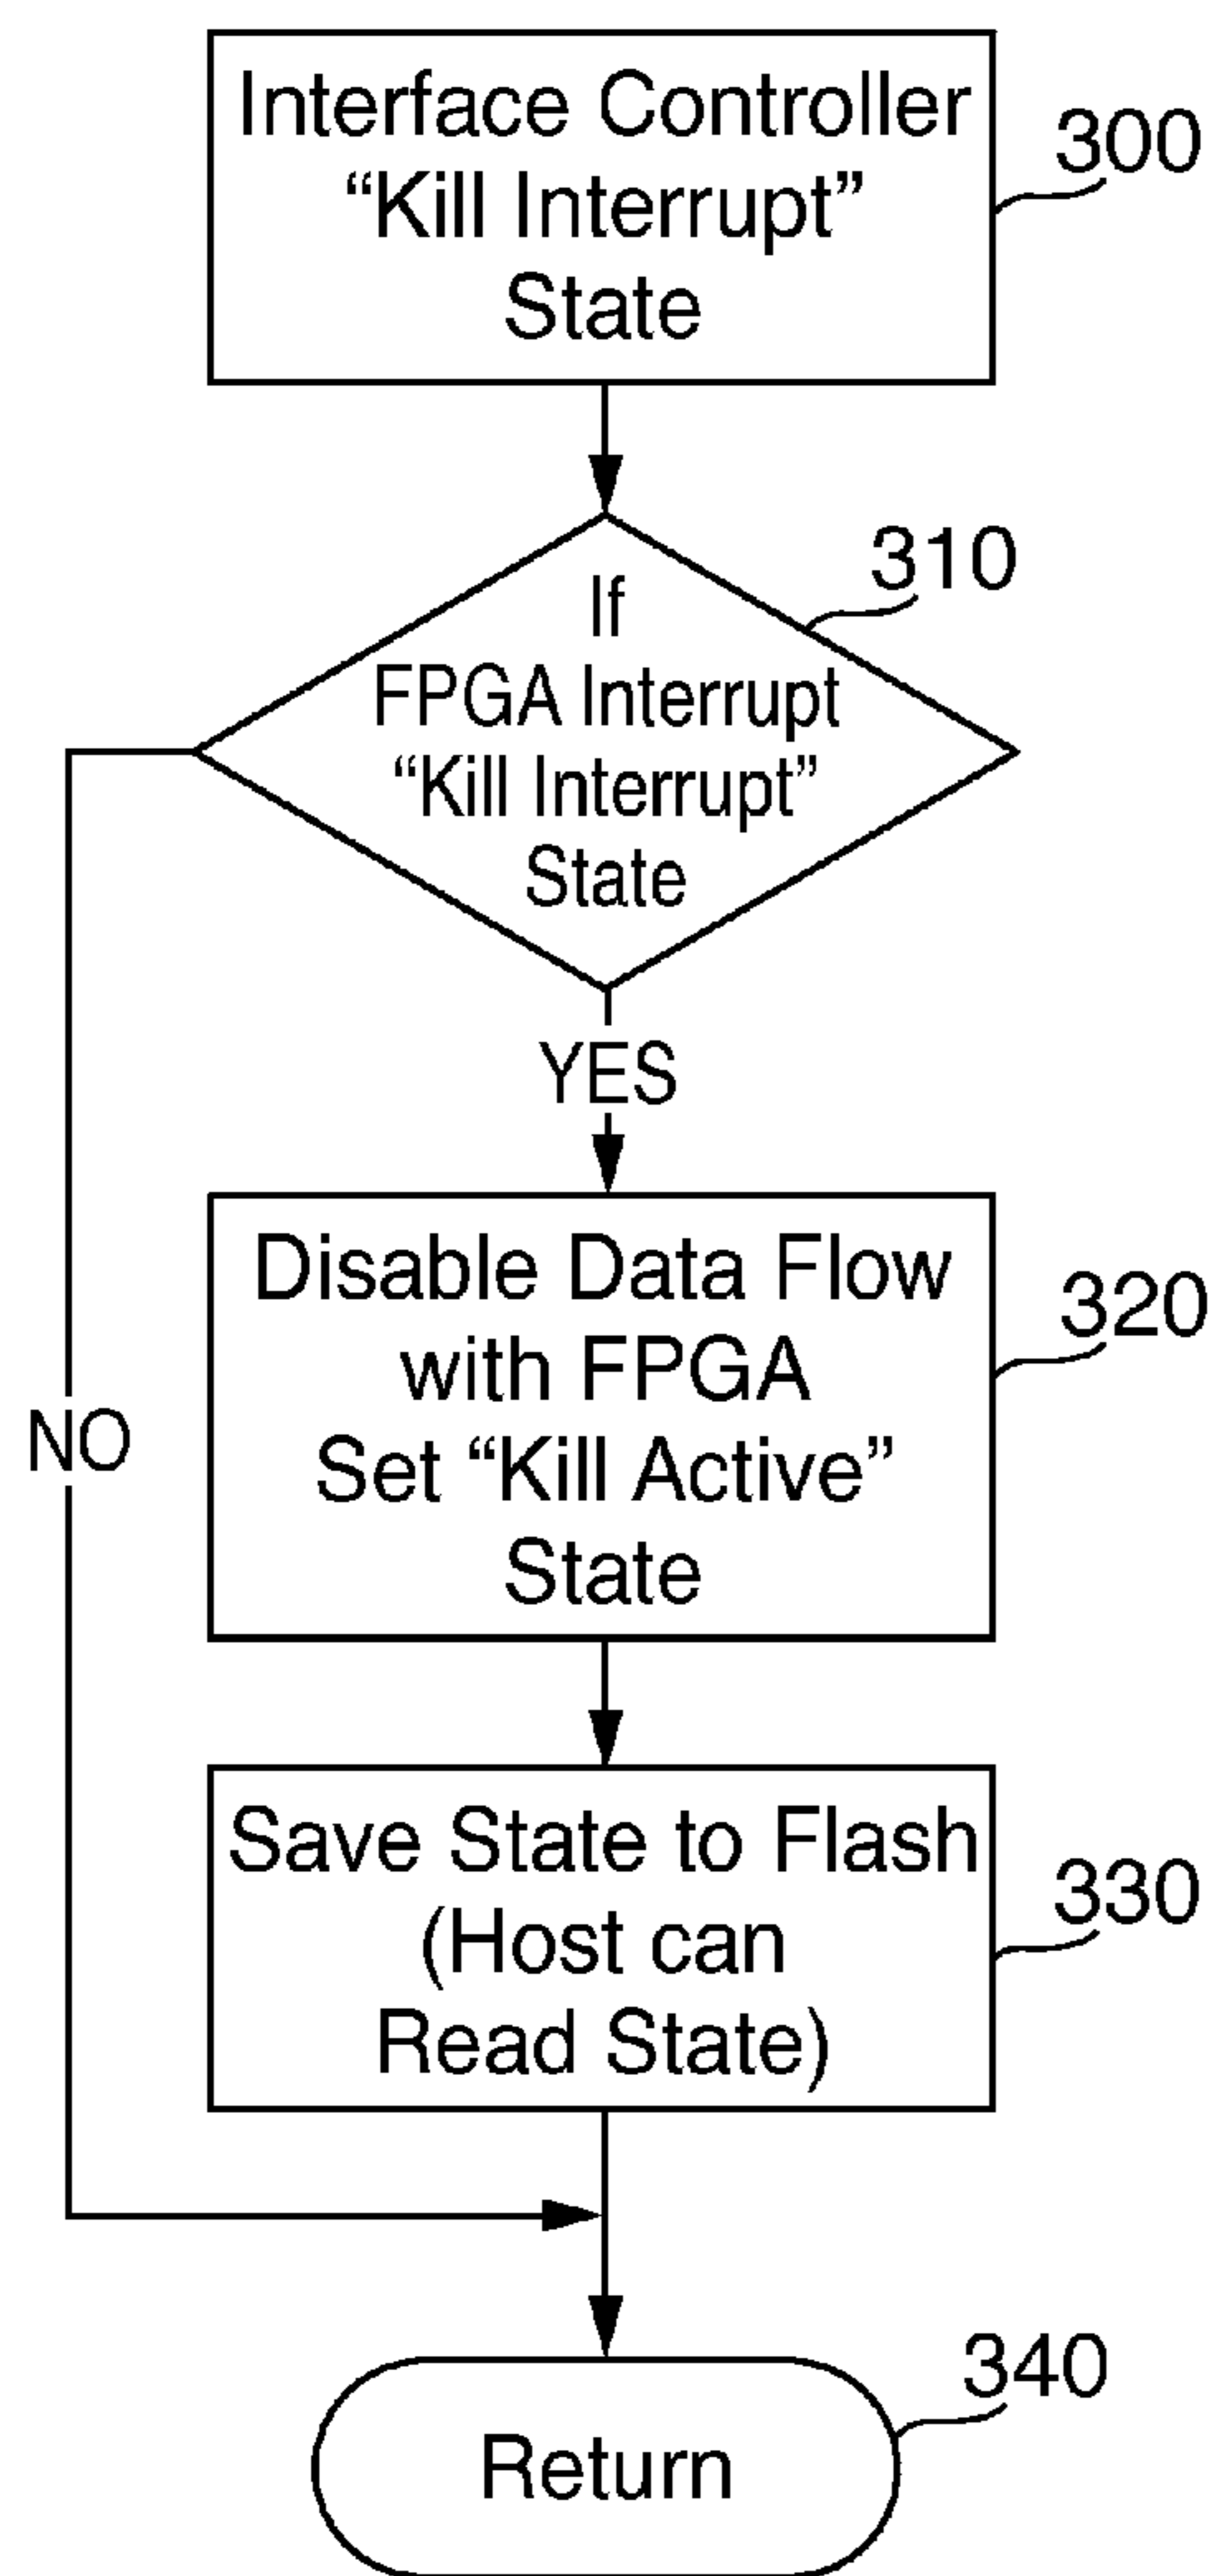 Interface Controller
“Kill Interrupt”
State
300
If
FPGA Interrupt
“Kill Interrupt”
State
310
YES
NO
Disable Data Flow
with FPGA
Set “Kill Active”
State
320
Save State to Flash
(Host can
Read State)
330
Return
340